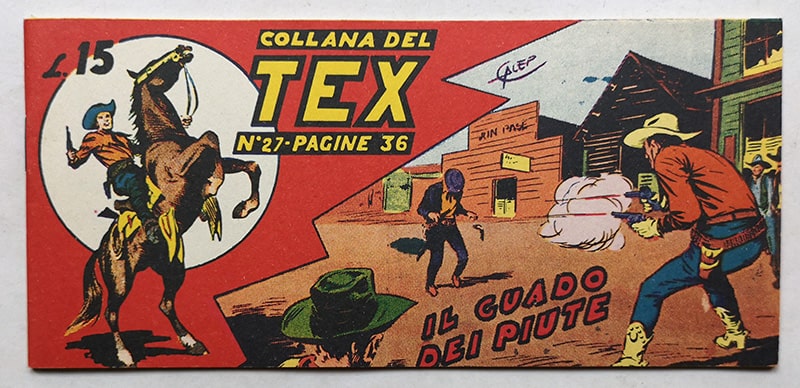 L. 15
COLLANA DEL
TEX
N°27-PAGINE 36
GALEP
IL GUADO
DEI PIUTE